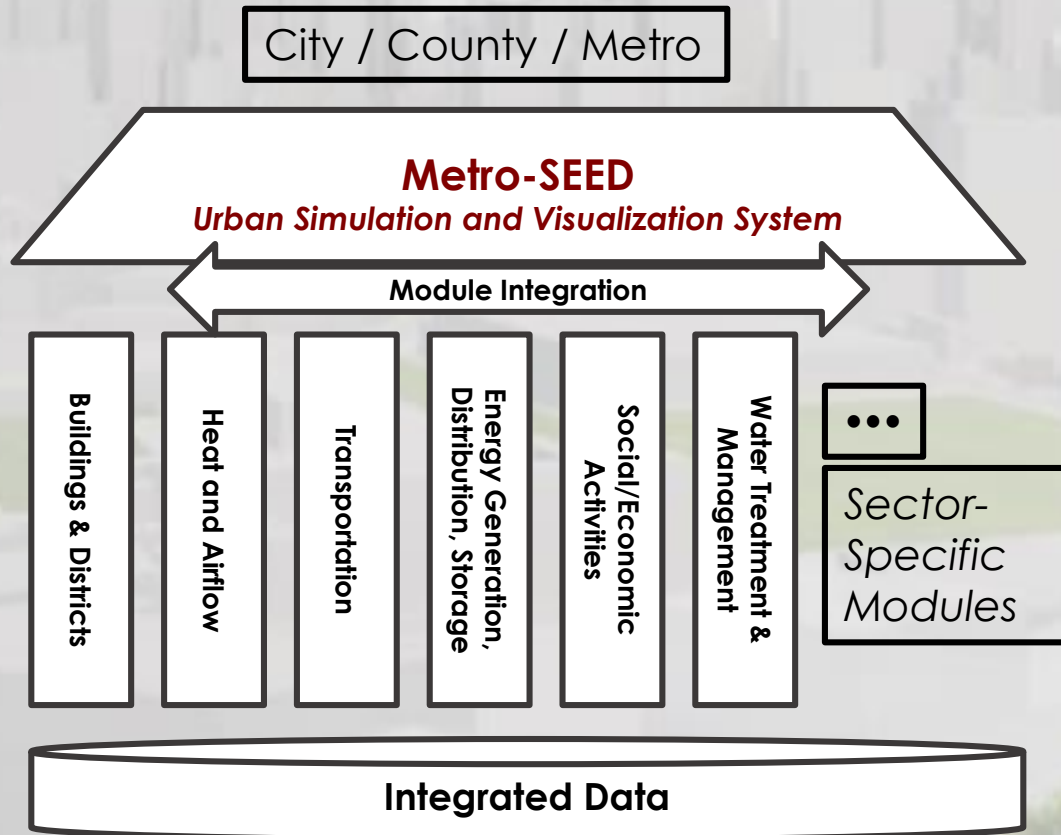 City / County / Metro
Metro-SEED
Urban Simulation and Visualization System
Module Integration
Buildings & Districts
Heat and Airflow
Transportation
Energy Generation,
Distribution, Storage
Social/Economic
Activities
Water Treatment &
Management
•••
Sector-
Specific
Modules
Integrated Data